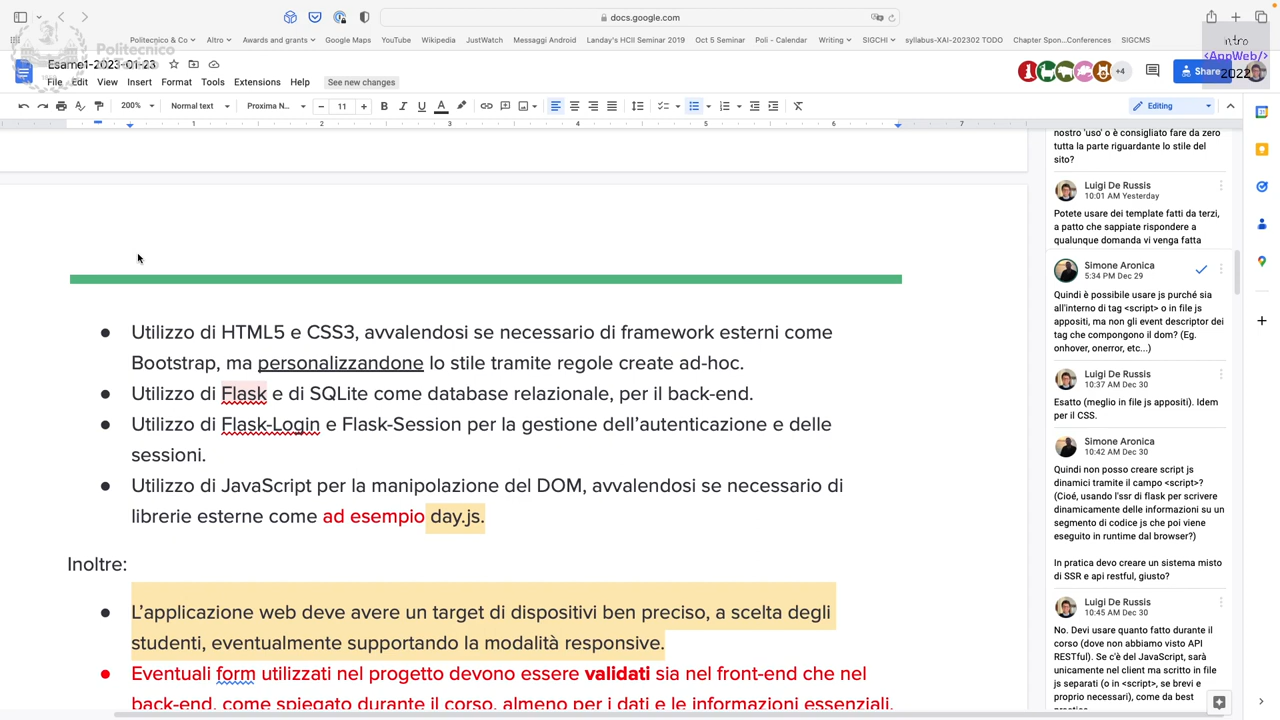 docs.google.com
Politecnico & Co
Altro
Awards and grants
Google Maps
YouTube
Wikipedia
JustWatch
Messaggi Android
Landay's HCII Seminar 2019
Oct 5 Seminar
Poli - Calendar
Writing
SIGCHI
syllabus-XAI-202302 TODO
Chapter Spon...Conferences
SIGCMS
Politecnico
intro
<AppWeb/>
2022
Esame1-2023-01-23
File Edit View Insert Format Tools Extensions Help
See new changes
+4
Share
200%
Normal text
Proxima N...
11
Editing
1 2 3 4 5 6 7
Utilizzo di HTML5 e CSS3, avvalendosi se necessario di framework esterni come
Bootstrap, ma personalizzandone lo stile tramite regole create ad-hoc.
Utilizzo di Flask e di SQLite come database relazionale, per il back-end.
Utilizzo di Flask-Login e Flask-Session per la gestione dell'autenticazione e delle
sessioni.
Utilizzo di JavaScript per la manipolazione del DOM, avvalendosi se necessario di
librerie esterne come ad esempio day.js.
Inoltre:
L'applicazione web deve avere un target di dispositivi ben preciso, a scelta degli
studenti, eventualmente supportando la modalità responsive.
Eventuali form utilizzati nel progetto devono essere validati sia nel front-end che nel
back-end, come spiegato durante il corso, almeno per i dati e le informazioni essenziali.
nostro 'uso' o è consigliato fare da zero
tutta la parte riguardante lo stile del
sito?
Luigi De Russis
10:01 AM Yesterday
Potete usare dei template fatti da terzi,
a patto che sappiate rispondere a
qualunque domanda vi venga fatta
Simone Aronica
5:34 PM Dec 29
Quindi è possibile usare js purché sia
all'interno di tag <script> o in file js
appositi, ma non gli event descriptor dei
tag che compongono il dom? (Eg.
onhover, onerror, etc...)
Luigi De Russis
10:37 AM Dec 30
Esatto (meglio in file js appositi). Idem
per il CSS.
Simone Aronica
10:42 AM Dec 30
Quindi non posso creare script js
dinamici tramite il campo <script>?
(Cioé, usando l'ssr di flask per scrivere
dinamicamente delle informazioni su un
segmento di codice js che poi viene
eseguito in runtime dal browser?)
In pratica devo creare un sistema misto
di SSR e api restful, giusto?
Luigi De Russis
10:45 AM Dec 30
No. Devi usare quanto fatto durante il
corso (dove non abbiamo visto API
RESTful). Se c'è del JavaScript, sarà
unicamente nel client ma scritto in file
js separati (o in <script>, se brevi e
proprio necessari), come da best